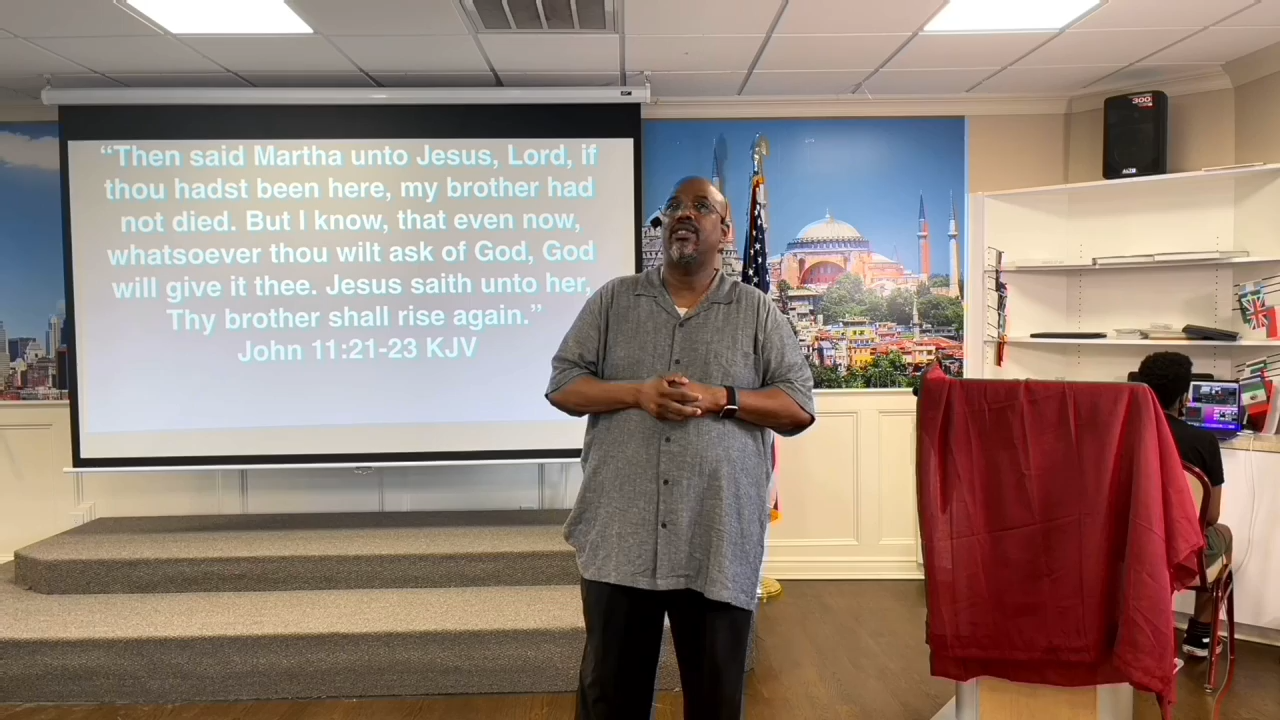 “Then said Martha unto Jesus, Lord, if
thou hadst been here, my brother had
not died. But I know, that even now,
whatsoever thou wilt ask of God, God
will give it thee. Jesus saith unto her,
Thy brother shall rise again.”
John 11:21-23 KJV
300